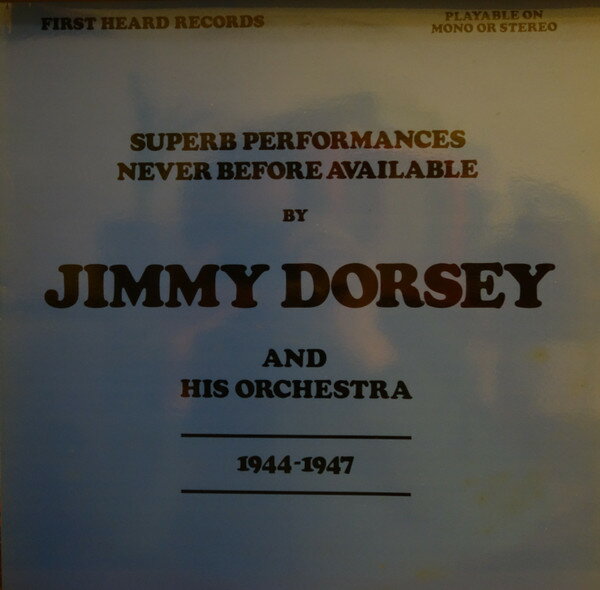 FIRST HEARD RECORDS
PLAYABLE ON
MONO OR STEREO
SUPERB PERFORMANCES
NEVER BEFORE AVAILABLE
BY
JIMMY DORSEY
AND
HIS ORCHESTRA
1944-1947